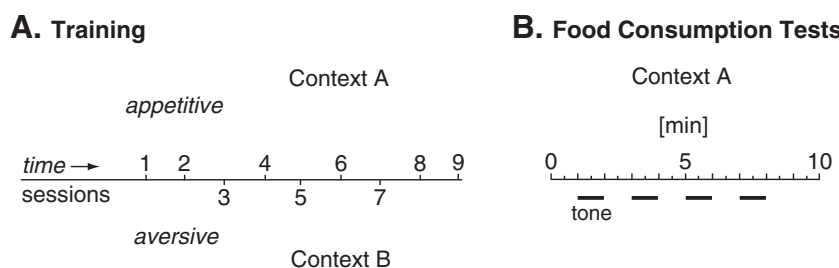 A. Training
Context A
appetitive
time → 1 2 4 6 8 9
sessions 3 5 7
aversive
Context B
B. Food Consumption Tests
Context A
[min]
0 5 10
tone